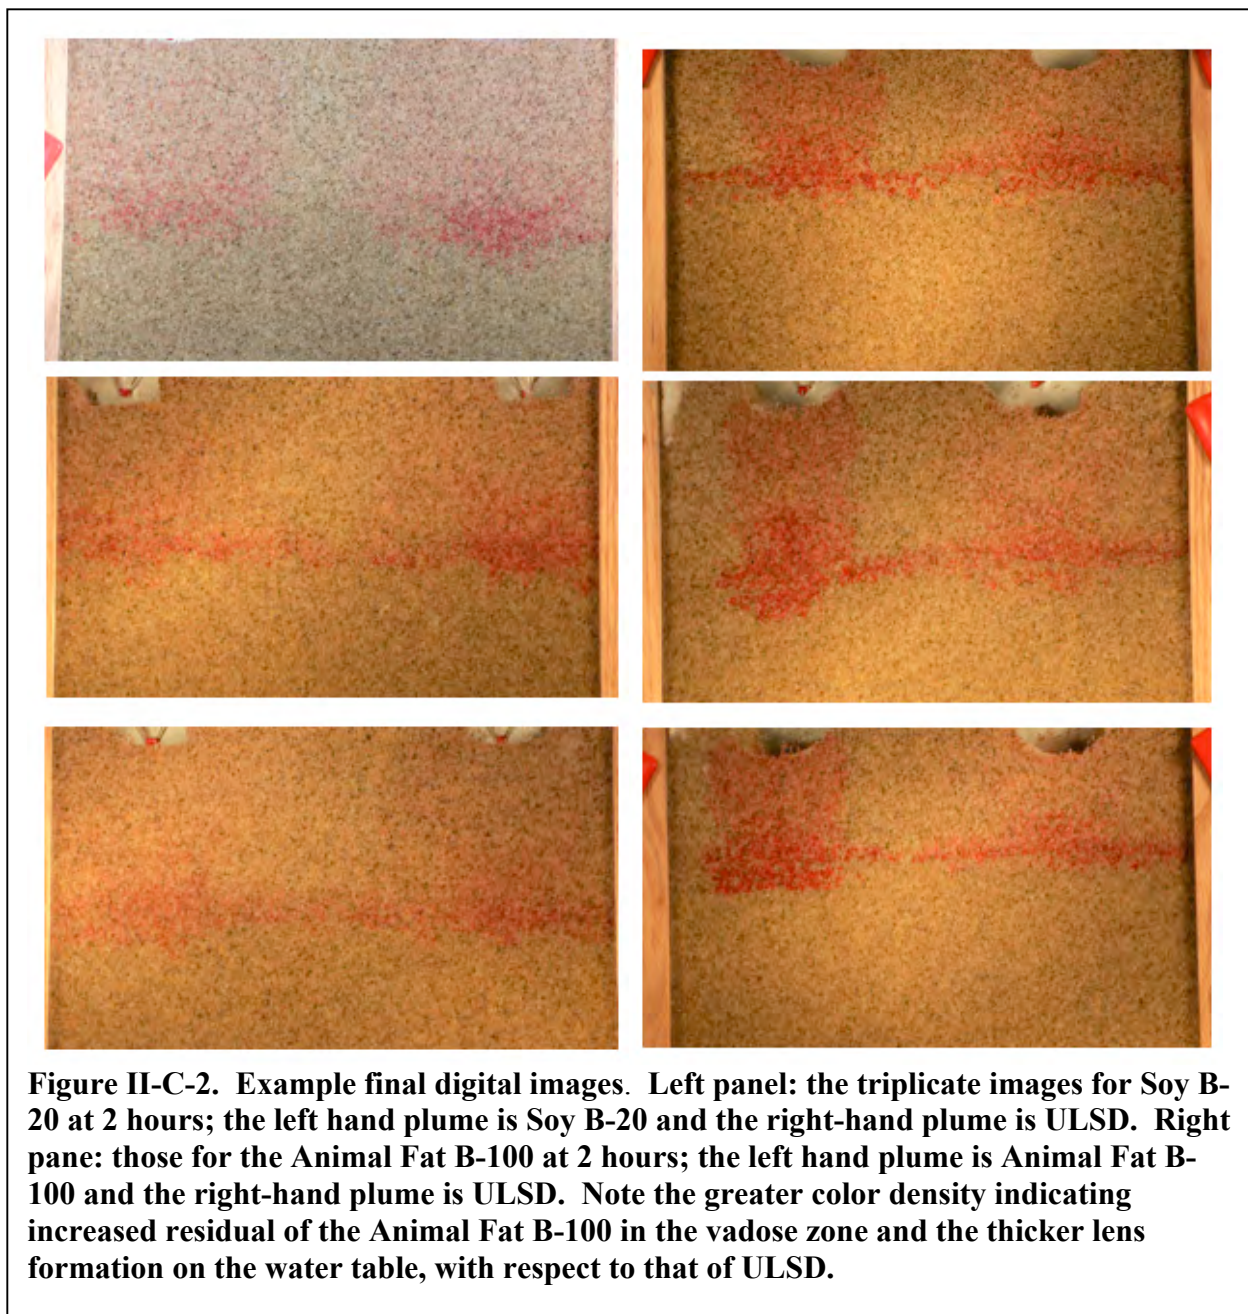 Figure II-C-2. Example final digital images. Left panel: the triplicate images for Soy B-
20 at 2 hours; the left hand plume is Soy B-20 and the right-hand plume is ULSD. Right
pane: those for the Animal Fat B-100 at 2 hours; the left hand plume is Animal Fat B-
100 and the right-hand plume is ULSD. Note the greater color density indicating
increased residual of the Animal Fat B-100 in the vadose zone and the thicker lens
formation on the water table, with respect to that of ULSD.